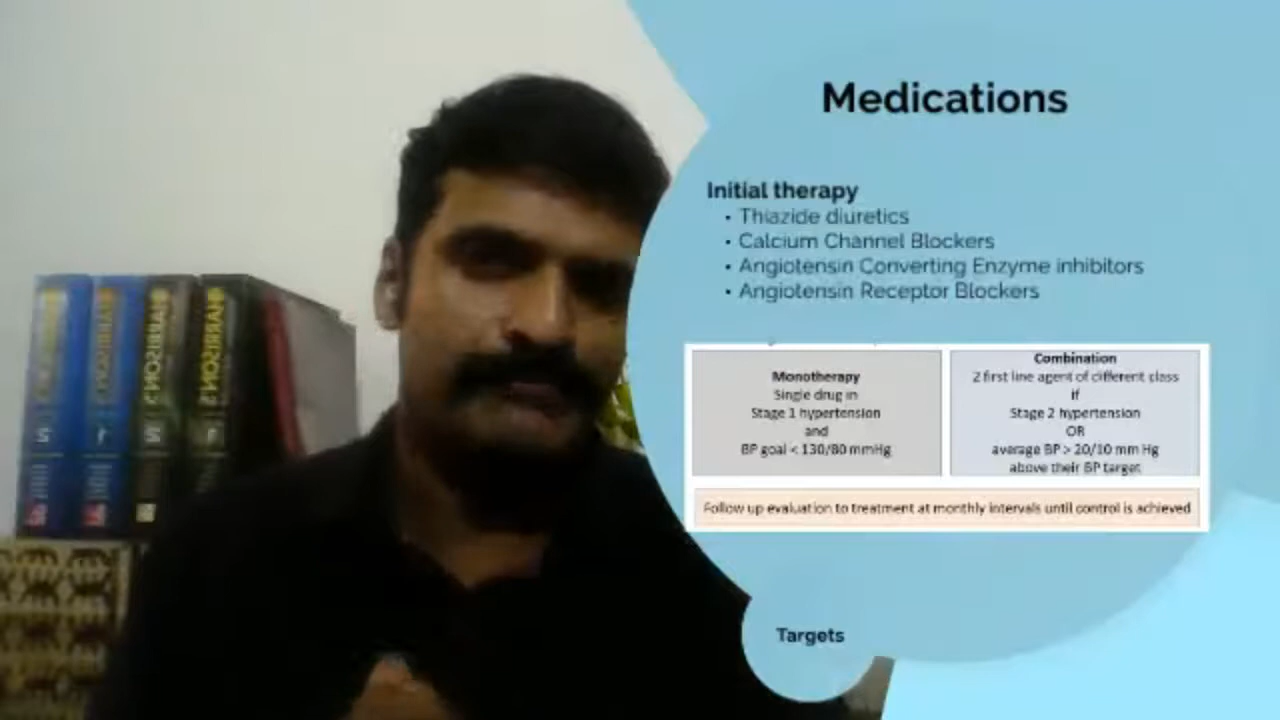 Medications
Initial therapy
• Thiazide diuretics
• Calcium Channel Blockers
• Angiotensin Converting Enzyme inhibitors
• Angiotensin Receptor Blockers
Monotherapy
Single drug in
Stage 1 hypertension
and
BP goal < 130/80 mmHg
Combination
2 first line agent of different class
if
Stage 2 hypertension
OR
average BP > 20/10 mm Hg
above their BP target
Follow up evaluation to treatment at monthly intervals until control is achieved
Targets
HARRISON'S
HARRISON'S
HARRISON'S
2
1
2